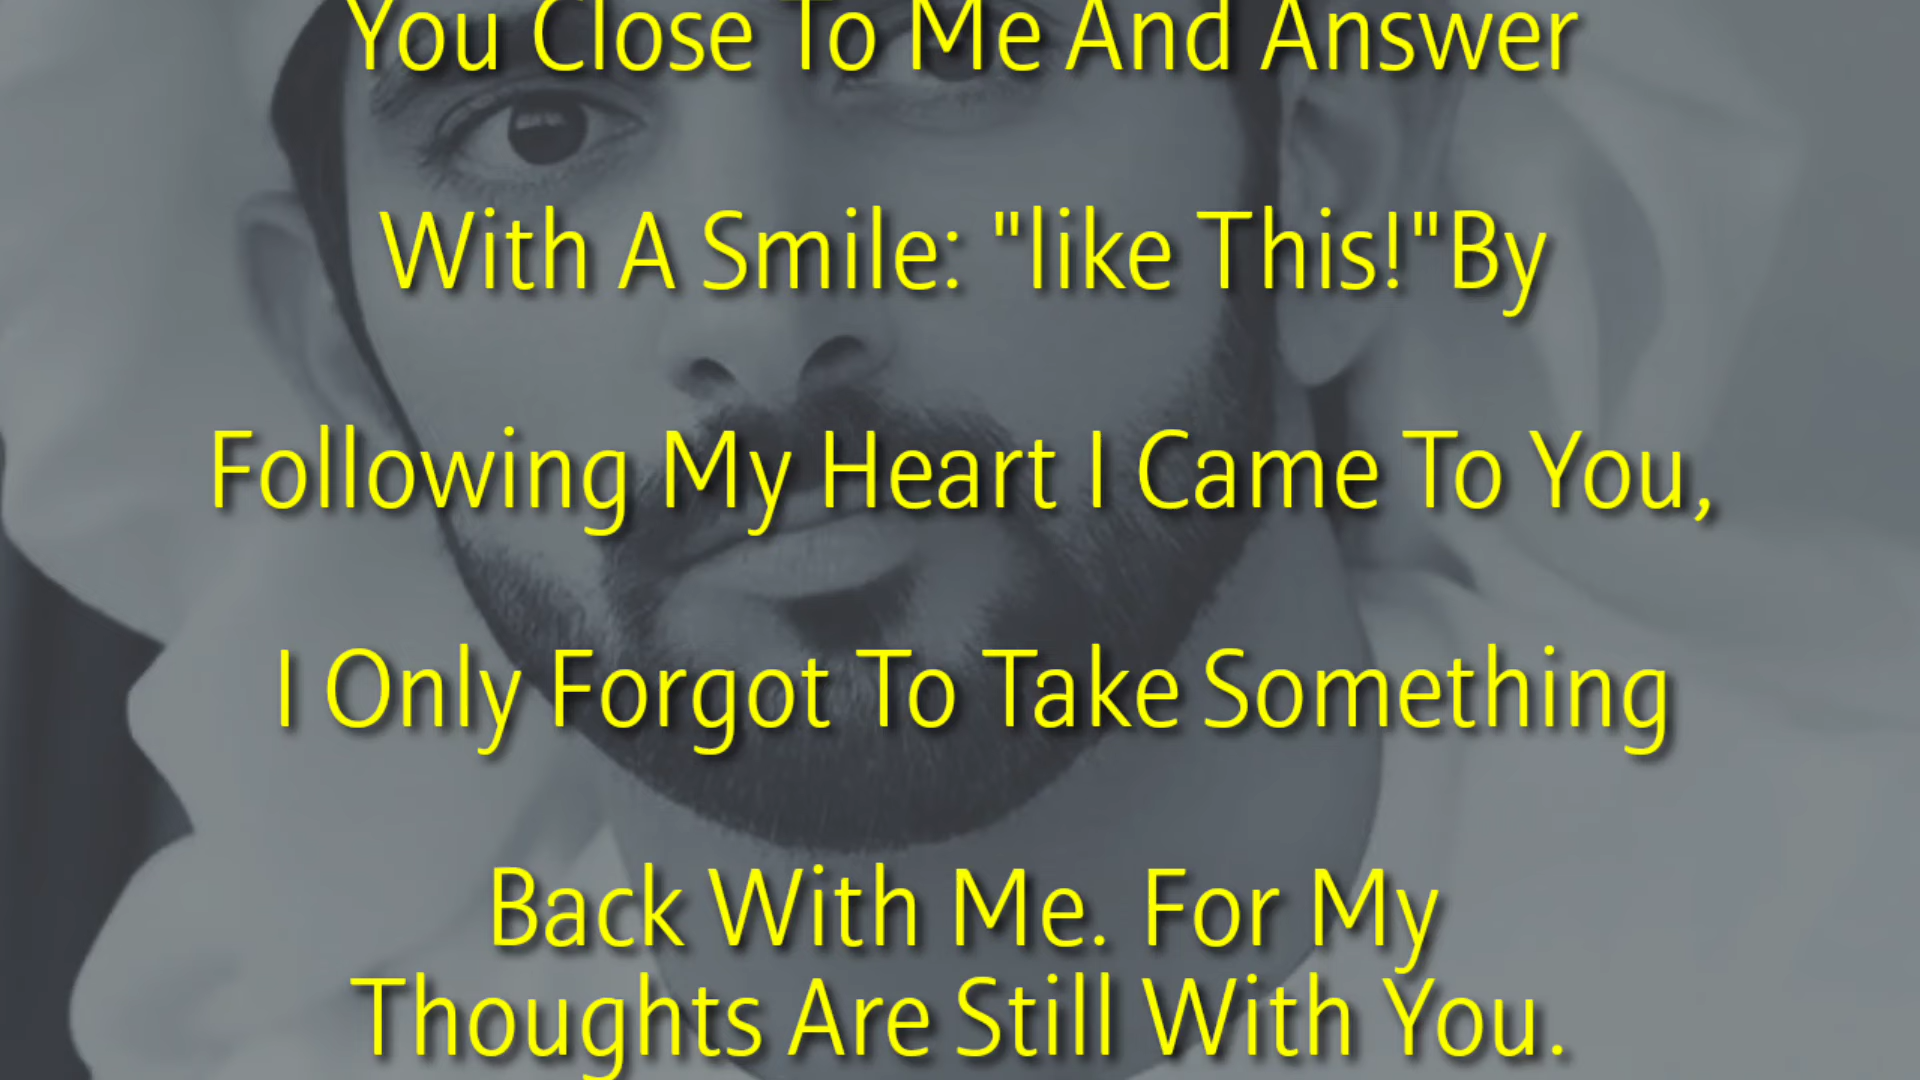 You Close To Me And Answer
With A Smile: "like This!"By
Following My Heart I Came To You,
I Only Forgot To Take Something
Back With Me. For My
Thoughts Are Still With You.